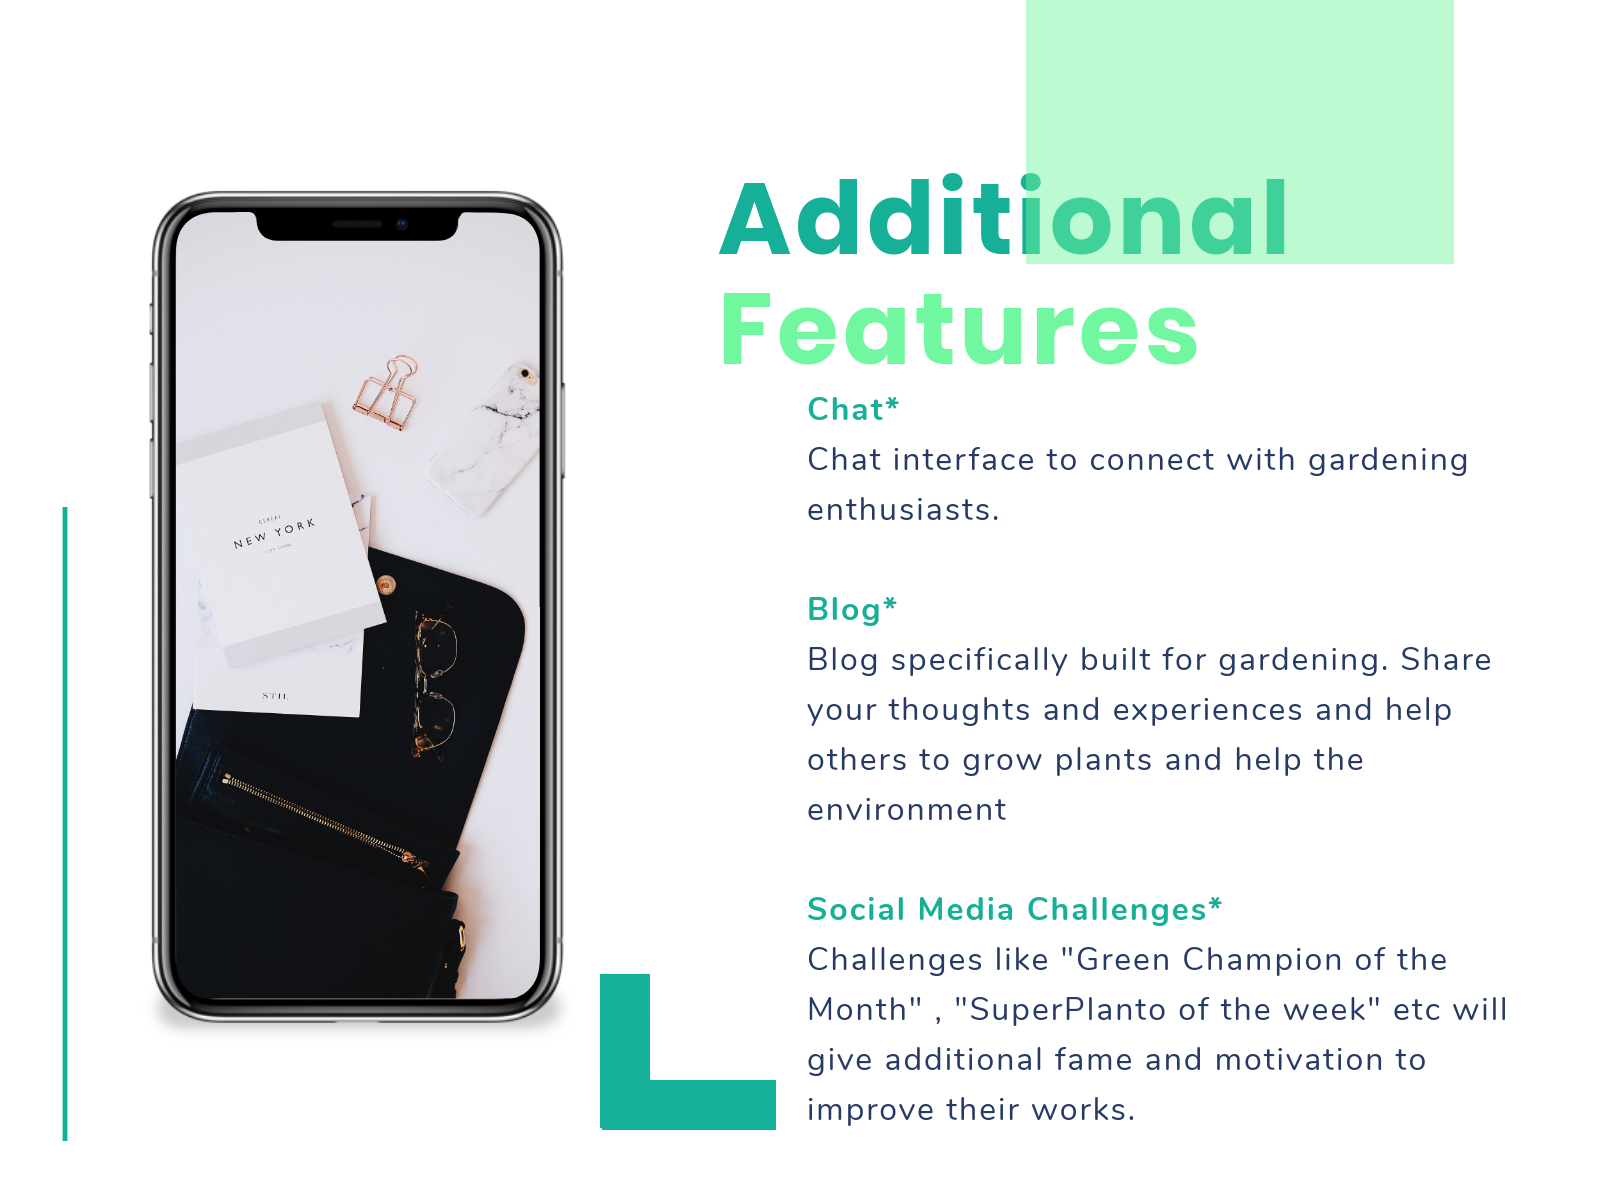 Additional
Features
Chat*
Chat interface to connect with gardening
enthusiasts.
Blog*
Blog specifically built for gardening. Share
your thoughts and experiences and help
others to grow plants and help the
environment
Social Media Challenges*
Challenges like "Green Champion of the
Month" , "SuperPlanto of the week" etc will
give additional fame and motivation to
improve their works.
CEREAL
NEW YORK
STIL